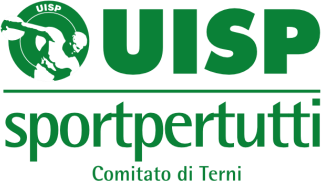 UISP
UISP
sportpertutti
Comitato di Terni